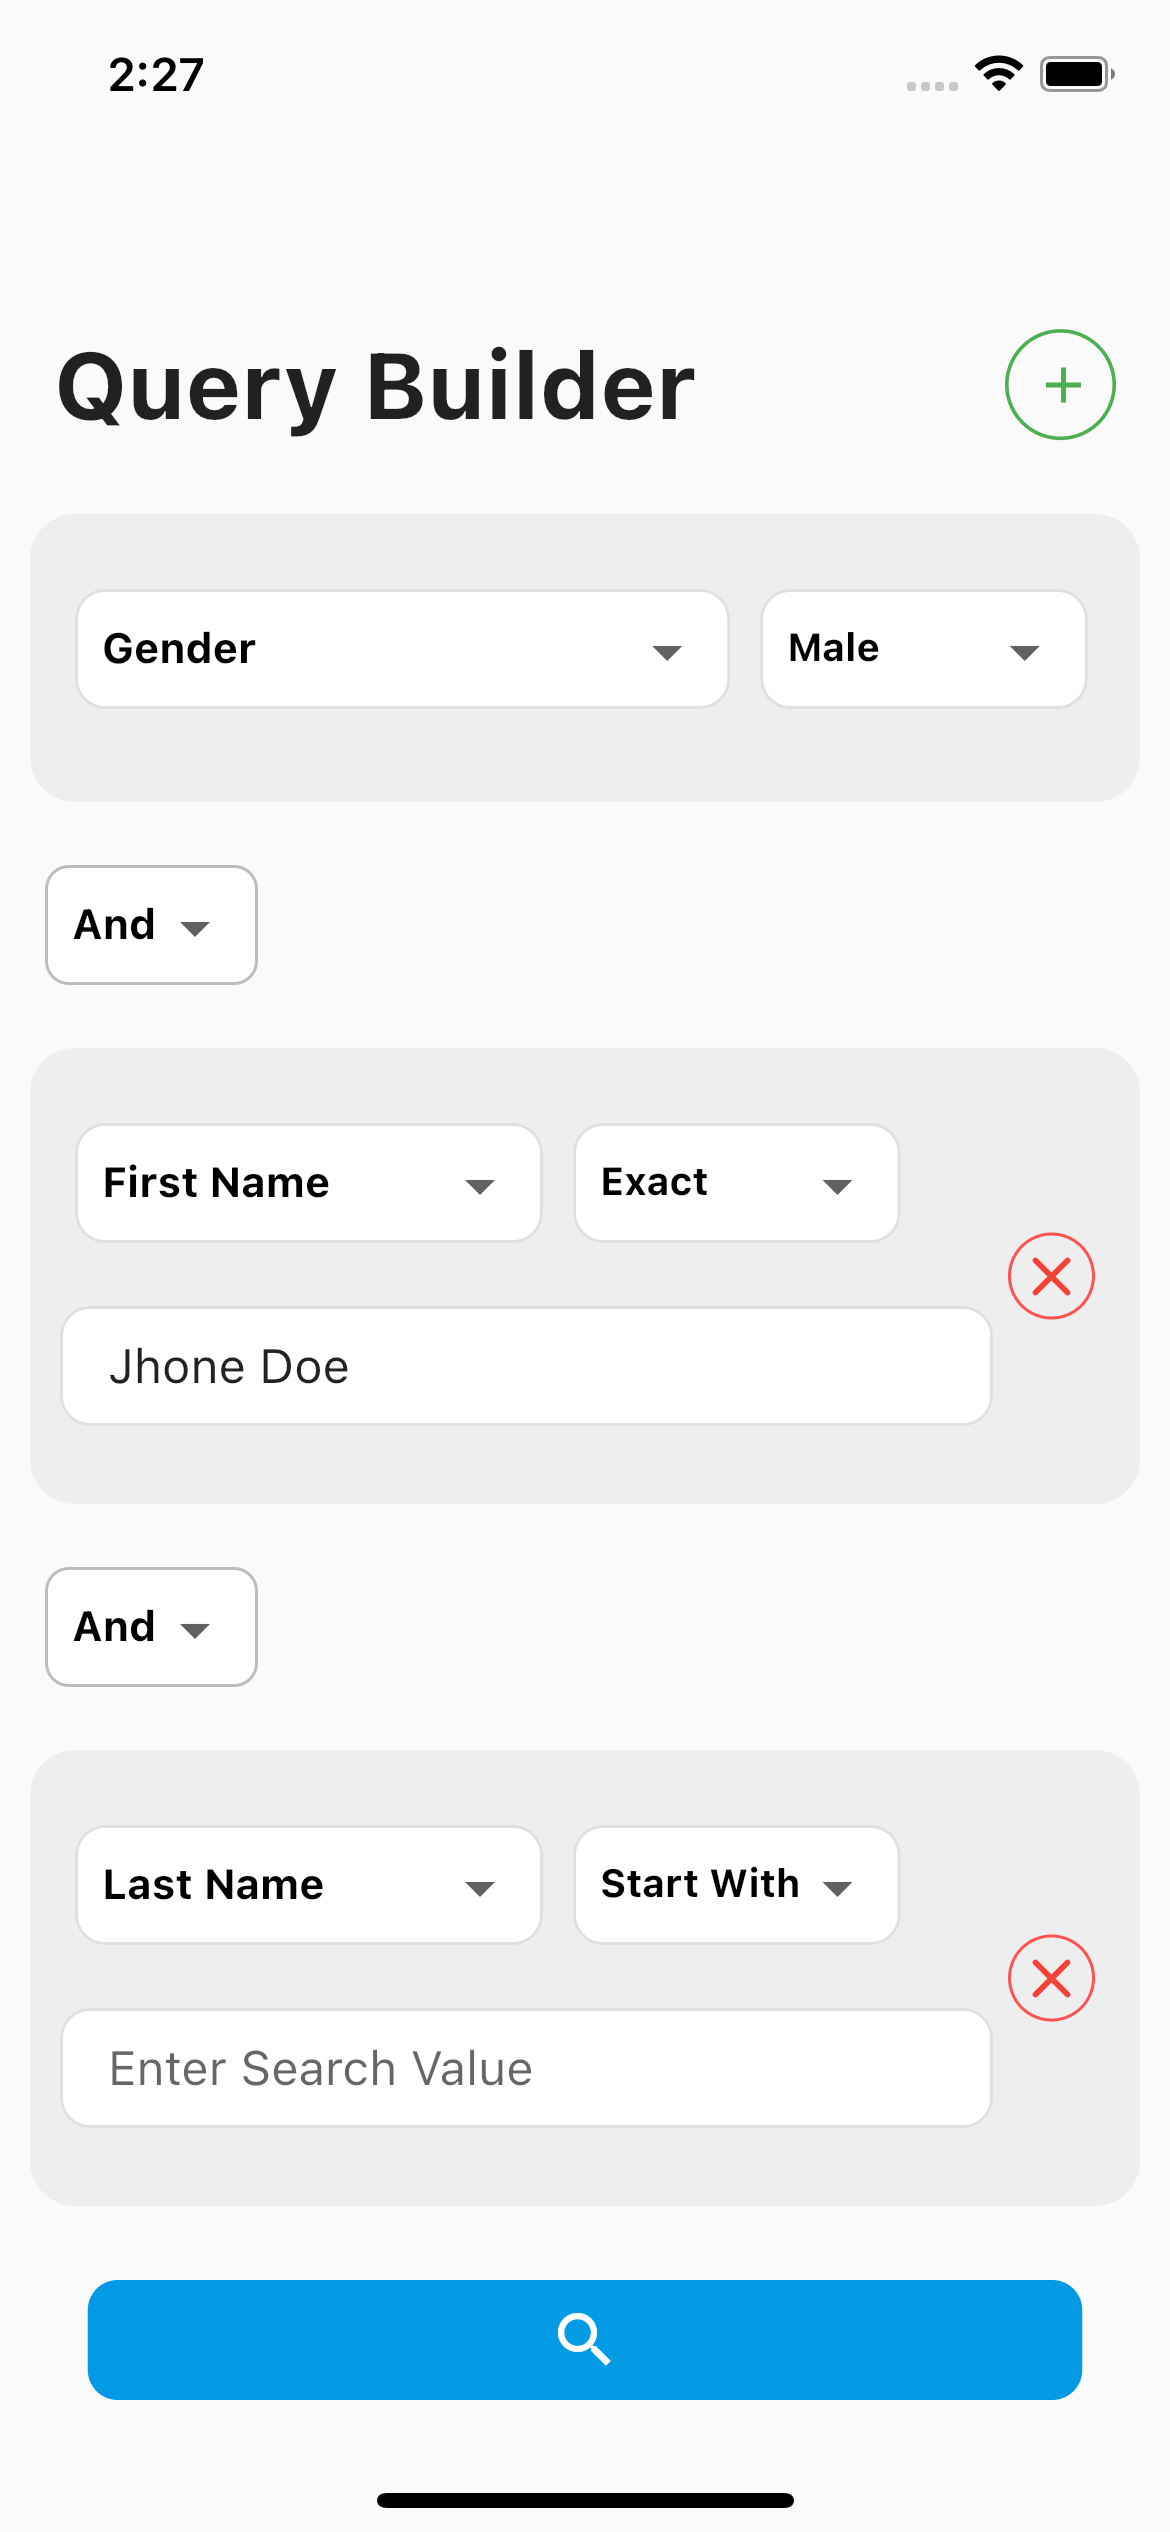 2:27
Query Builder
Gender Male
And
First Name Exact
Jhone Doe
And
Last Name Start With
Enter Search Value